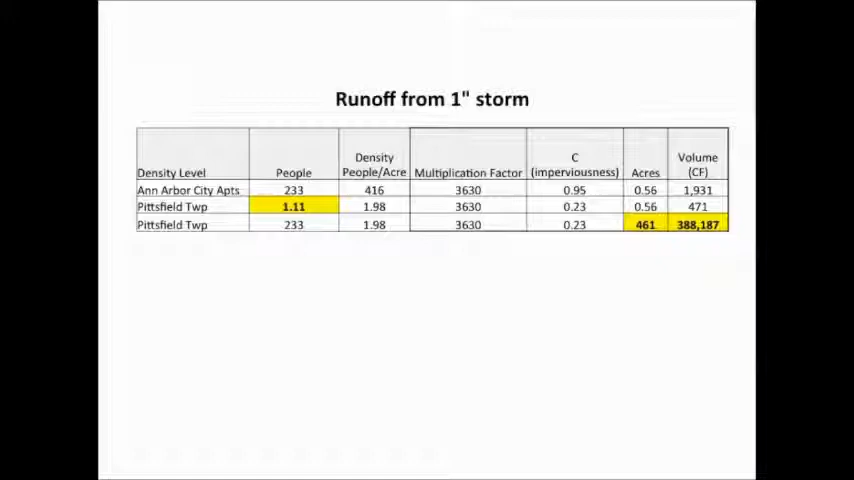 Runoff from 1" storm
Density Level People Density People/Acre Multiplication Factor C (imperviousness) Acres Volume (CF)
Ann Arbor City Apts 233 416 3630 0.95 0.56 1,931
Pittsfield Twp 1.11 1.98 3630 0.23 0.56 471
Pittsfield Twp 233 1.98 3630 0.23 461 388,187